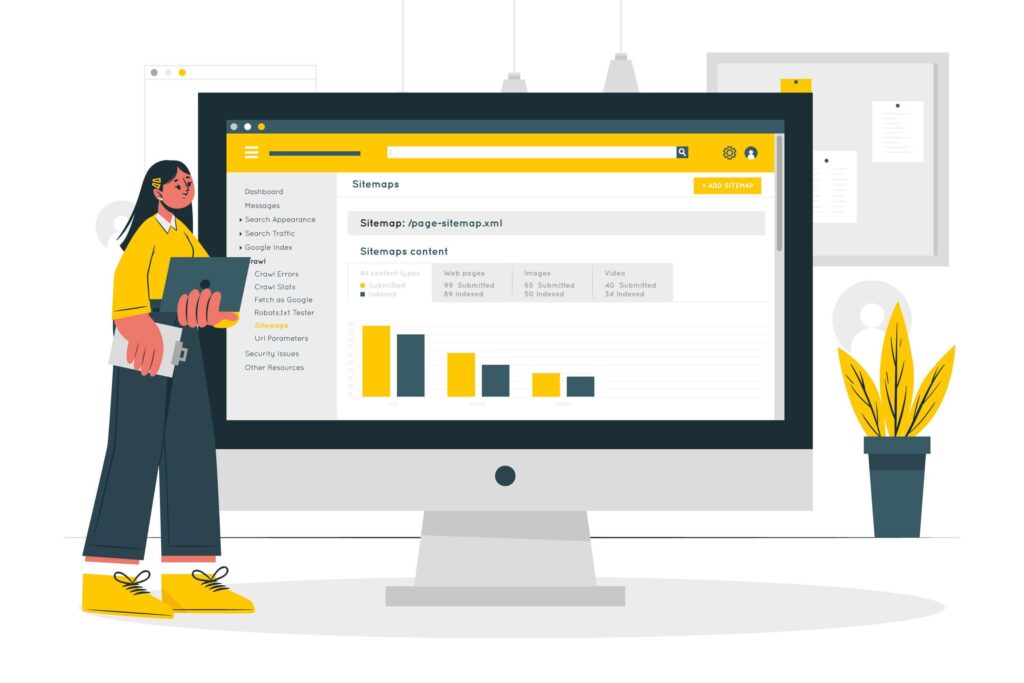 Sitemaps
+ ADD SITEMAP
Dashboard
Messages
Search Appearance
Search Traffic
Google Index
Crawl
Crawl Errors
Crawl Stats
Fetch as Google
Robots.txt Tester
Sitemaps
Url Parameters
Security Issues
Other Resources
Sitemap: /page-sitemap.xml
Sitemaps content
All content types
Submitted
Indexed
Web pages
99 Submitted
69 Indexed
Images
65 Submitted
50 Indexed
Video
40 Submitted
34 Indexed